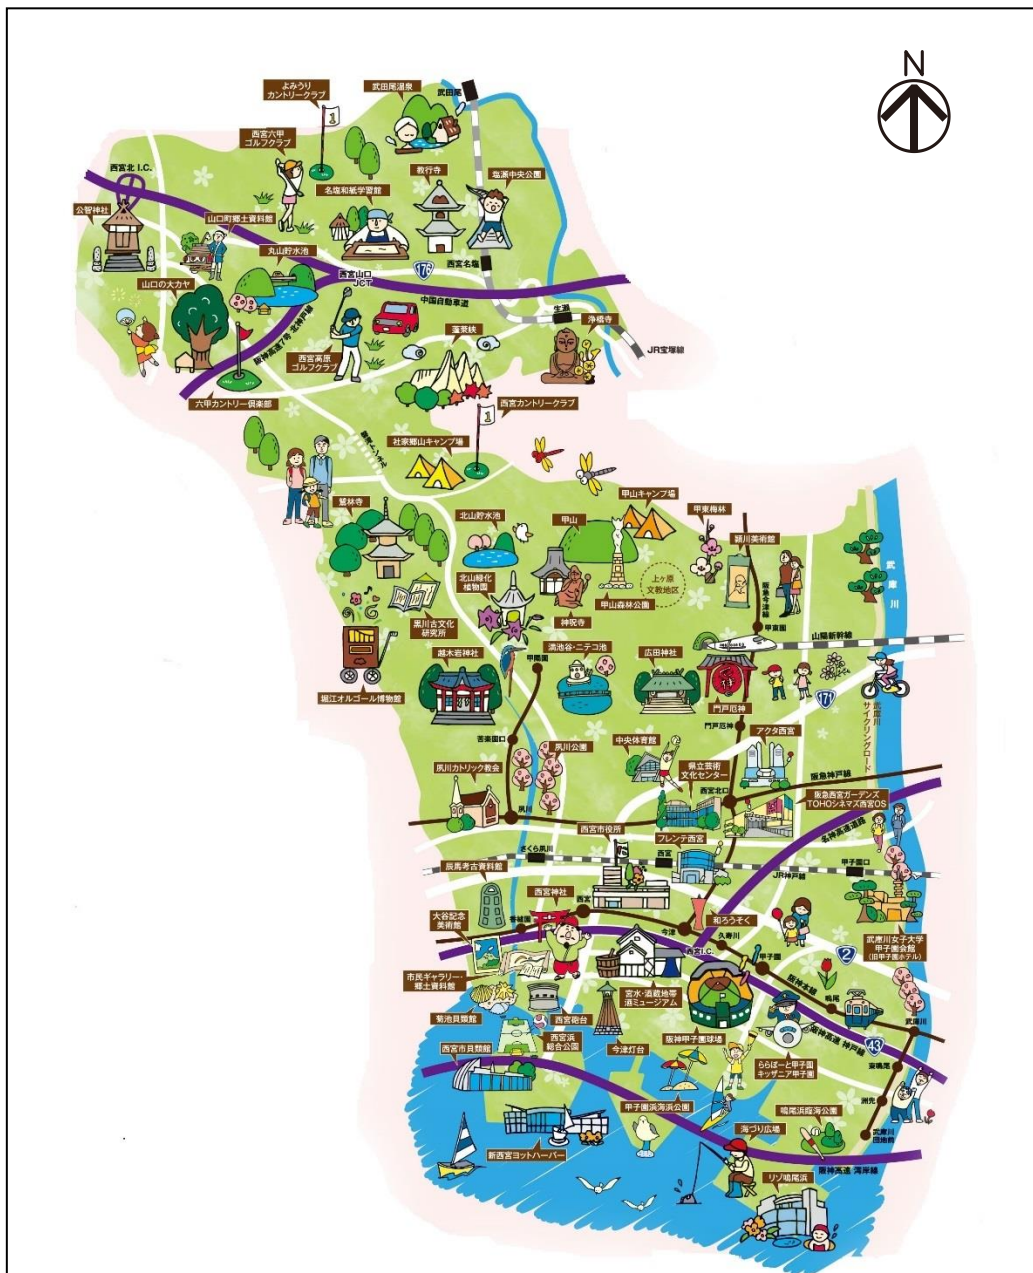 N
よみうり
カントリークラブ
武田尾温泉
武田尾
西宮六甲
ゴルフクラブ
西宮北 I.C.
名塩和紙学習館
教行寺
塩瀬中央公園
公智神社
山口町郷土資料館
丸山貯水池
西宮山口
JCT
176
西宮名塩
山口の大カヤ
中国自動車道
生瀬
浄橋寺
JR宝塚線
阪神高速7号 北神戸線
西宮高原
ゴルフクラブ
蓬莱峡
六甲カントリー倶楽部
西宮カントリークラブ
1
1
社家郷山キャンプ場
鷲林寺
北山貯水池
甲山
甲山キャンプ場
甲東梅林
頴川美術館
北山緑化
植物園
上ヶ原
文教地区
武庫川
黒川古文化
研究所
神呪寺
甲山森林公園
阪急今津線
甲東園
山陽新幹線
越木岩神社
甲陽園
満池谷・ニテコ池
広田神社
堀江オルゴール博物館
門戸厄神
171
武庫川
サイクリングロード
苦楽園口
夙川公園
中央体育館
門戸厄神
アクタ西宮
夙川カトリック教会
県立芸術
文化センター
西宮北口
阪急神戸線
阪急西宮ガーデンズ
TOHOシネマズ西宮OS
夙川
西宮市役所
フレンテ西宮
名神高速道路
さくら夙川
西宮
甲子園口
JR神戸線
辰馬考古資料館
西宮神社
西宮
大谷記念
美術館
香櫨園
今津
和ろうそく
久寿川
西宮I.C.
武庫川女子大学
甲子園会館
(旧甲子園ホテル)
甲子園
2
市民ギャラリー・
郷土資料館
宮水・酒蔵地帯
酒ミュージアム
阪神本線
鳴尾
菊池貝類館
西宮砲台
西宮浜
総合公園
今津灯台
阪神甲子園球場
阪神高速 神戸線
武庫川
43
西宮市貝類館
ららぽーと甲子園
キッザニア甲子園
東鳴尾
甲子園浜海浜公園
鳴尾浜臨海公園
洲先
新西宮ヨットハーバー
海づり広場
武庫川
団地前
阪神高速 湾岸線
リゾ鳴尾浜